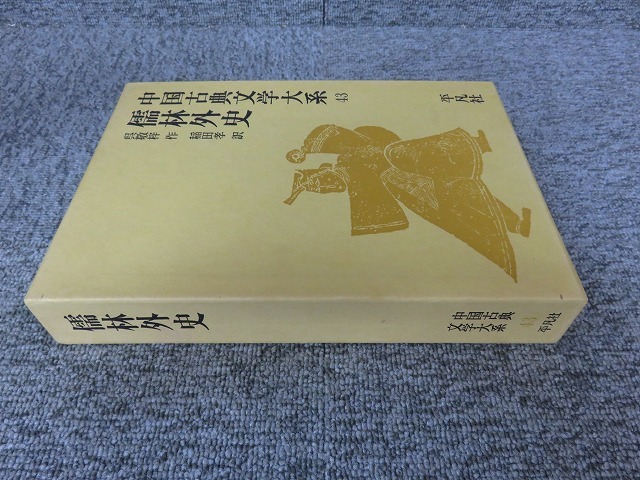 中国古典文学大系 43
儒林外史
呉敬梓 作 稲田孝 訳
平凡社
儒林外史
中国古典
文学大系
43
平凡社